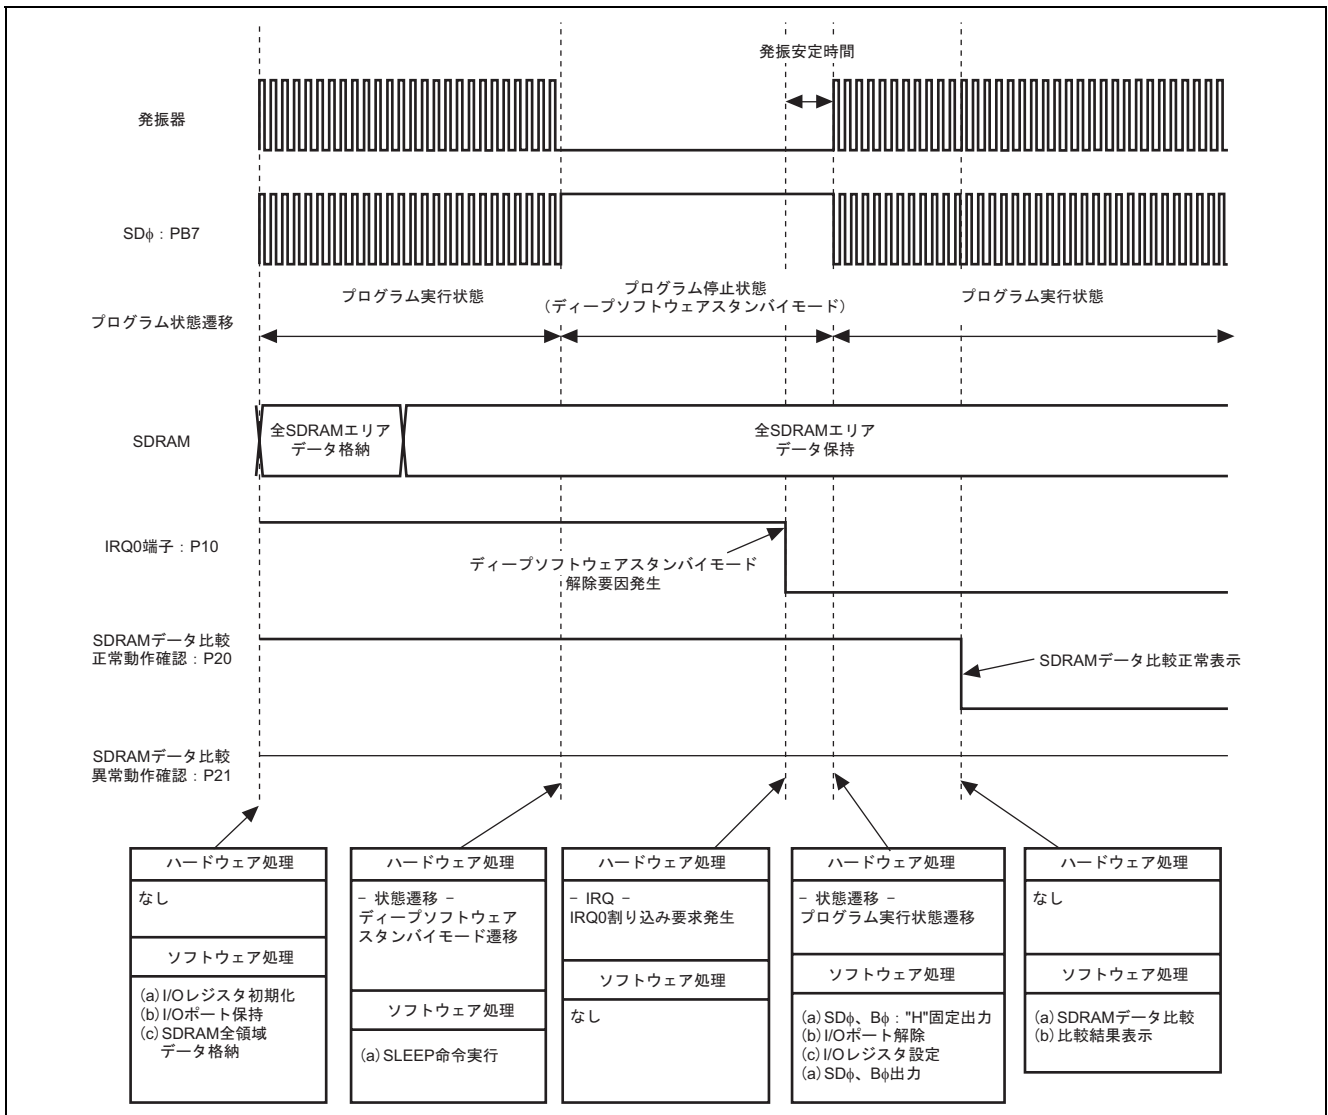 発振安定時間
発振器
SDφ：PB7
プログラム実行状態
プログラム停止状態
（ディープソフトウェアスタンバイモード）
プログラム実行状態
プログラム状態遷移
SDRAM
全SDRAMエリア
データ格納
全SDRAMエリア
データ保持
IRQ0端子：P10
ディープソフトウェアスタンバイモード
解除要因発生
SDRAMデータ比較
正常動作確認：P20
SDRAMデータ比較正常表示
SDRAMデータ比較
異常動作確認：P21
ハードウェア処理
なし
ソフトウェア処理
(a) I/Oレジスタ初期化
(b) I/Oポート保持
(c) SDRAM全領域
データ格納
ハードウェア処理
− 状態遷移 −
ディープソフトウェア
スタンバイモード遷移
ソフトウェア処理
(a) SLEEP命令実行
ハードウェア処理
− IRQ −
IRQ0割り込み要求発生
ソフトウェア処理
なし
ハードウェア処理
− 状態遷移 −
プログラム実行状態遷移
ソフトウェア処理
(a) SDφ、Bφ："H"固定出力
(b) I/Oポート解除
(c) I/Oレジスタ設定
(a) SDφ、Bφ出力
ハードウェア処理
なし
ソフトウェア処理
(a) SDRAMデータ比較
(b) 比較結果表示